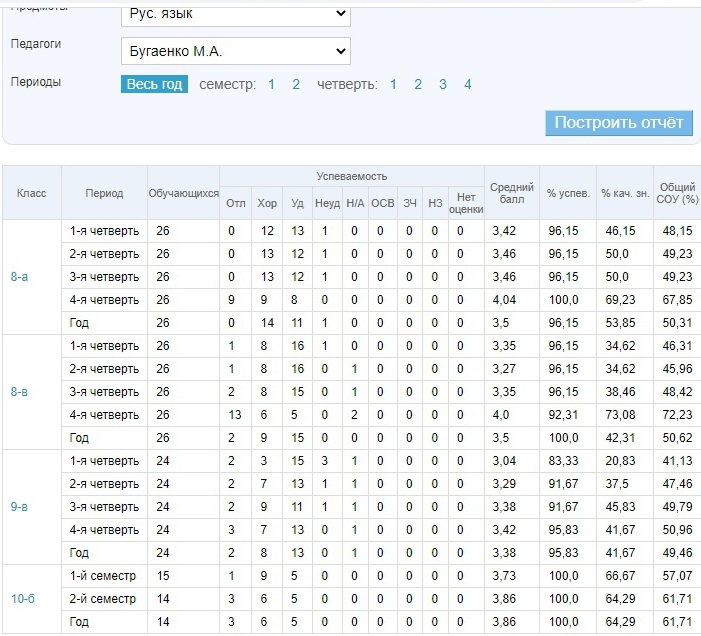 Предметы Рус. язык
Педагоги Бугаенко М.А.
Периоды Весь год семестр: 1 2 четверть: 1 2 3 4
Построить отчёт
Класс Период Обучающихся Успеваемость Средний балл % успев. % кач. зн. Общий СОУ (%)
Отл Хор Уд Неуд Н/А ОСВ ЗЧ НЗ Нет оценки
8-а
1-я четверть 26 0 12 13 1 0 0 0 0 0 3,42 96,15 46,15 48,15
2-я четверть 26 0 13 12 1 0 0 0 0 0 3,46 96,15 50,0 49,23
3-я четверть 26 0 13 12 1 0 0 0 0 0 3,46 96,15 50,0 49,23
4-я четверть 26 9 9 8 0 0 0 0 0 0 4,04 100,0 69,23 67,85
Год 26 0 14 11 1 0 0 0 0 0 3,5 96,15 53,85 50,31
8-в
1-я четверть 26 1 8 16 1 0 0 0 0 0 3,35 96,15 34,62 46,31
2-я четверть 26 1 8 16 0 1 0 0 0 0 3,27 96,15 34,62 45,96
3-я четверть 26 2 8 15 0 1 0 0 0 0 3,35 96,15 38,46 48,42
4-я четверть 26 13 6 5 0 2 0 0 0 0 4,0 92,31 73,08 72,23
Год 26 2 9 15 0 0 0 0 0 0 3,5 100,0 42,31 50,62
9-в
1-я четверть 24 2 3 15 3 1 0 0 0 0 3,04 83,33 20,83 41,13
2-я четверть 24 2 7 13 1 1 0 0 0 0 3,29 91,67 37,5 47,46
3-я четверть 24 2 9 11 1 1 0 0 0 0 3,38 91,67 45,83 49,79
4-я четверть 24 3 7 13 0 1 0 0 0 0 3,42 95,83 41,67 50,96
Год 24 2 8 13 0 1 0 0 0 0 3,38 95,83 41,67 49,46
10-б
1-й семестр 15 1 9 5 0 0 0 0 0 0 3,73 100,0 66,67 57,07
2-й семестр 14 3 6 5 0 0 0 0 0 0 3,86 100,0 64,29 61,71
Год 14 3 6 5 0 0 0 0 0 0 3,86 100,0 64,29 61,71